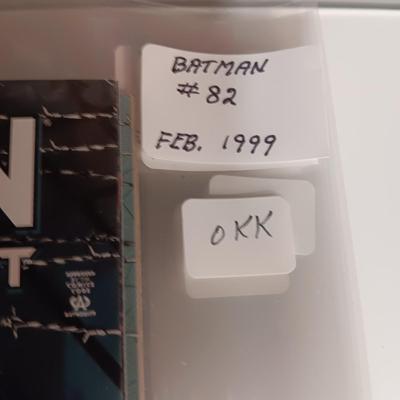 BATMAN
# 82
FEB. 1999
OKK
N
T